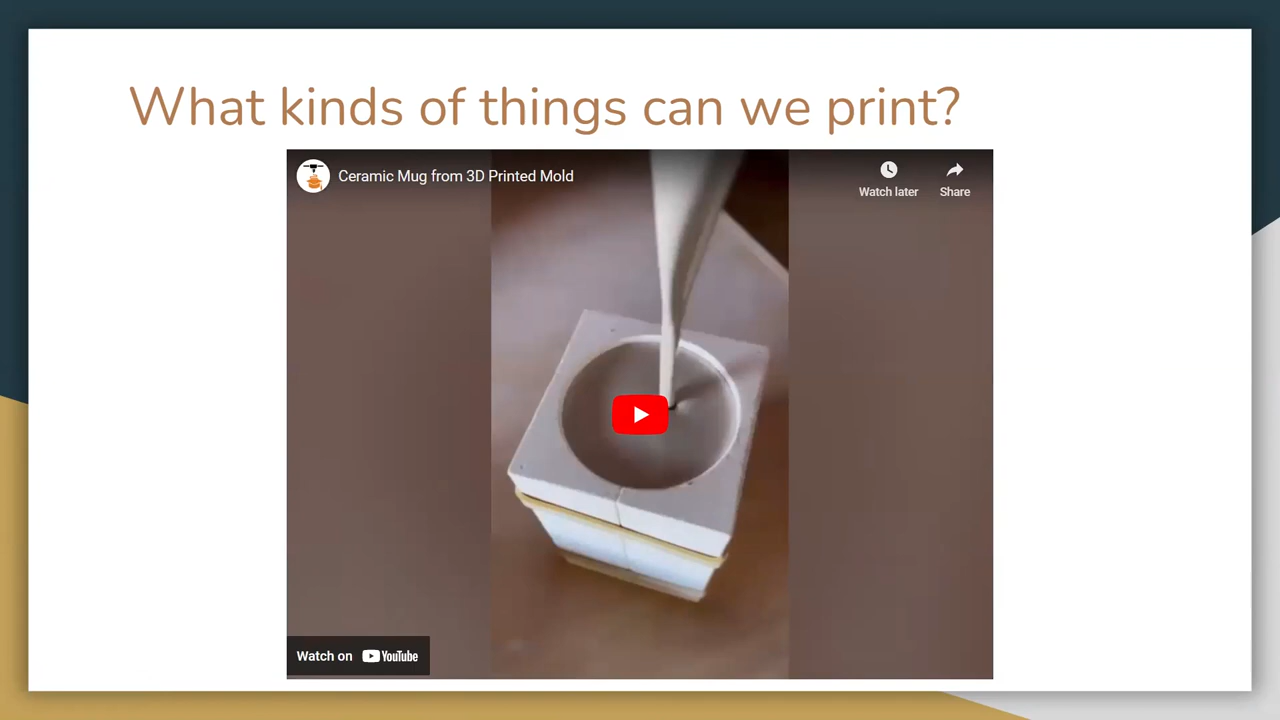 What kinds of things can we print?
Ceramic Mug from 3D Printed Mold
Watch later
Share
Watch on YouTube